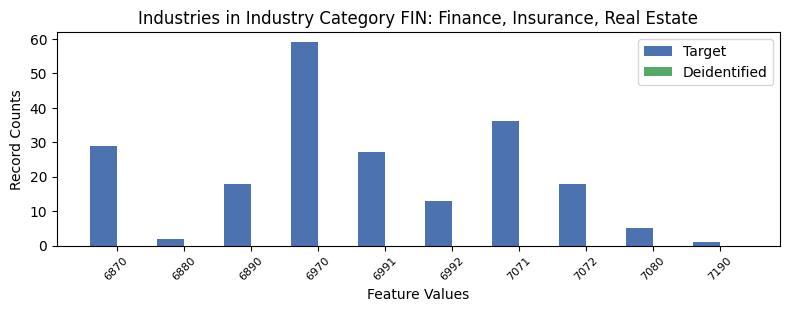 Industries in Industry Category FIN: Finance, Insurance, Real Estate
Target
Deidentified
Record Counts
60
50
40
30
20
10
0
6870 6880 6890 6970 6991 6992 7071 7072 7080 7190
Feature Values